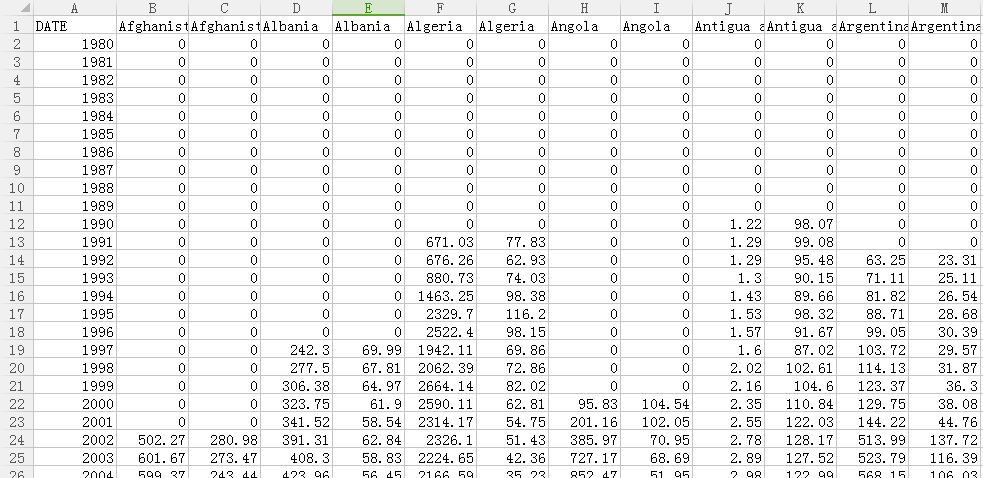 A B C D E F G H I J K L M
1 DATE Afghanist Afghanist Albania Albania Algeria Algeria Angola Angola Antigua a Antigua a Argentina Argentina
2 1980 0 0 0 0 0 0 0 0 0 0 0 0
3 1981 0 0 0 0 0 0 0 0 0 0 0 0
4 1982 0 0 0 0 0 0 0 0 0 0 0 0
5 1983 0 0 0 0 0 0 0 0 0 0 0 0
6 1984 0 0 0 0 0 0 0 0 0 0 0 0
7 1985 0 0 0 0 0 0 0 0 0 0 0 0
8 1986 0 0 0 0 0 0 0 0 0 0 0 0
9 1987 0 0 0 0 0 0 0 0 0 0 0 0
10 1988 0 0 0 0 0 0 0 0 0 0 0 0
11 1989 0 0 0 0 0 0 0 0 0 0 0 0
12 1990 0 0 0 0 0 0 0 0 1.22 98.07 0 0
13 1991 0 0 0 0 671.03 77.83 0 0 1.29 99.08 0 0
14 1992 0 0 0 0 676.26 62.93 0 0 1.29 95.48 63.25 23.31
15 1993 0 0 0 0 880.73 74.03 0 0 1.3 90.15 71.11 25.11
16 1994 0 0 0 0 1463.25 98.38 0 0 1.43 89.66 81.82 26.54
17 1995 0 0 0 0 2329.7 116.2 0 0 1.53 98.32 88.71 28.68
18 1996 0 0 0 0 2522.4 98.15 0 0 1.57 91.67 99.05 30.39
19 1997 0 0 242.3 69.99 1942.11 69.86 0 0 1.6 87.02 103.72 29.57
20 1998 0 0 277.5 67.81 2062.39 72.86 0 0 2.02 102.61 114.13 31.87
21 1999 0 0 306.38 64.97 2664.14 82.02 0 0 2.16 104.6 123.37 36.3
22 2000 0 0 323.75 61.9 2590.11 62.81 95.83 104.54 2.35 110.84 129.75 38.08
23 2001 0 0 341.52 58.54 2314.17 54.75 201.16 102.05 2.55 122.03 144.22 44.76
24 2002 502.27 280.98 391.31 62.84 2326.1 51.43 385.97 70.95 2.78 128.17 513.99 137.72
25 2003 601.67 273.47 408.3 58.83 2224.65 42.36 727.17 68.69 2.89 127.52 523.79 116.39
26 2004 599.37 243.44 423.96 56.45 2166.59 35.23 852.47 51.95 2.98 122.99 568.15 106.03